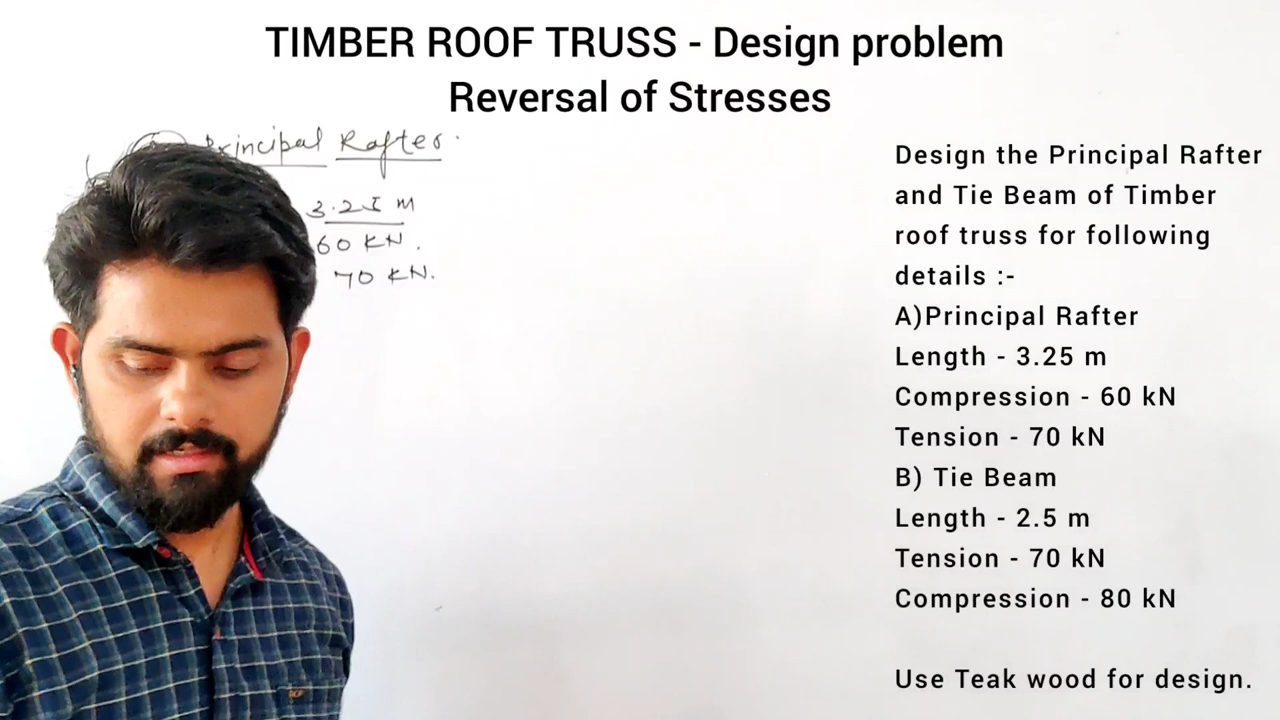 TIMBER ROOF TRUSS - Design problem
Reversal of Stresses
Principal Rafter.
3.25 m
60 KN.
70 KN.
Design the Principal Rafter
and Tie Beam of Timber
roof truss for following
details :-
A)Principal Rafter
Length - 3.25 m
Compression - 60 kN
Tension - 70 kN
B) Tie Beam
Length - 2.5 m
Tension - 70 kN
Compression - 80 kN
Use Teak wood for design.